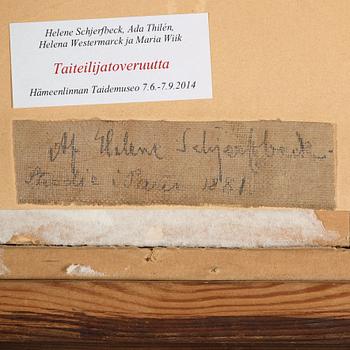 Helene Schjerfbeck, Ada Thilén,
Helena Westermarck ja Maria Wiik
Taiteilijatoveruutta
Hämeenlinnan Taidemuseo 7.6.-7.9.2014
Af Helene Schjerfbeck.
Studie i Paris 1881